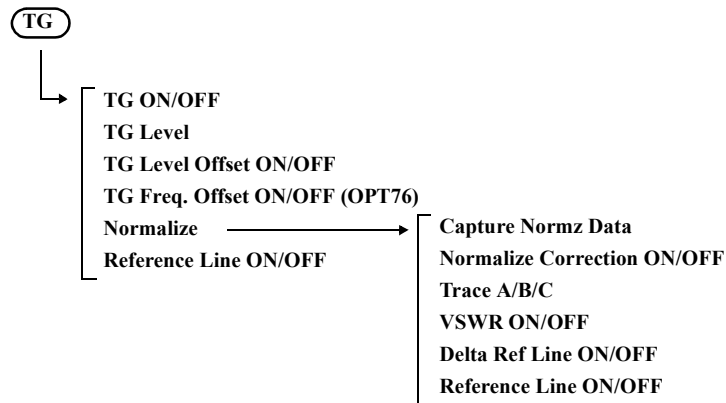 TG
TG ON/OFF
TG Level
TG Level Offset ON/OFF
TG Freq. Offset ON/OFF (OPT76)
Normalize
Reference Line ON/OFF
Capture Normz Data
Normalize Correction ON/OFF
Trace A/B/C
VSWR ON/OFF
Delta Ref Line ON/OFF
Reference Line ON/OFF